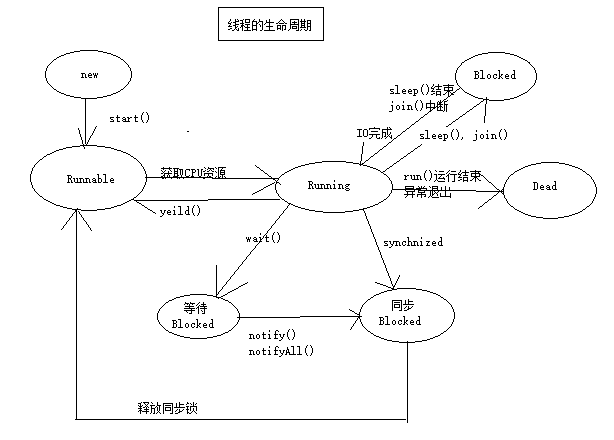 线程的生命周期
new
Blocked
sleep()结束
join()中断
start()
IO完成
sleep(), join()
获取CPU资源
Runnable
Running
run()运行结束
异常退出
Dead
yeild()
wait()
synchnized
等待
Blocked
同步
Blocked
notify()
notifyAll()
释放同步锁